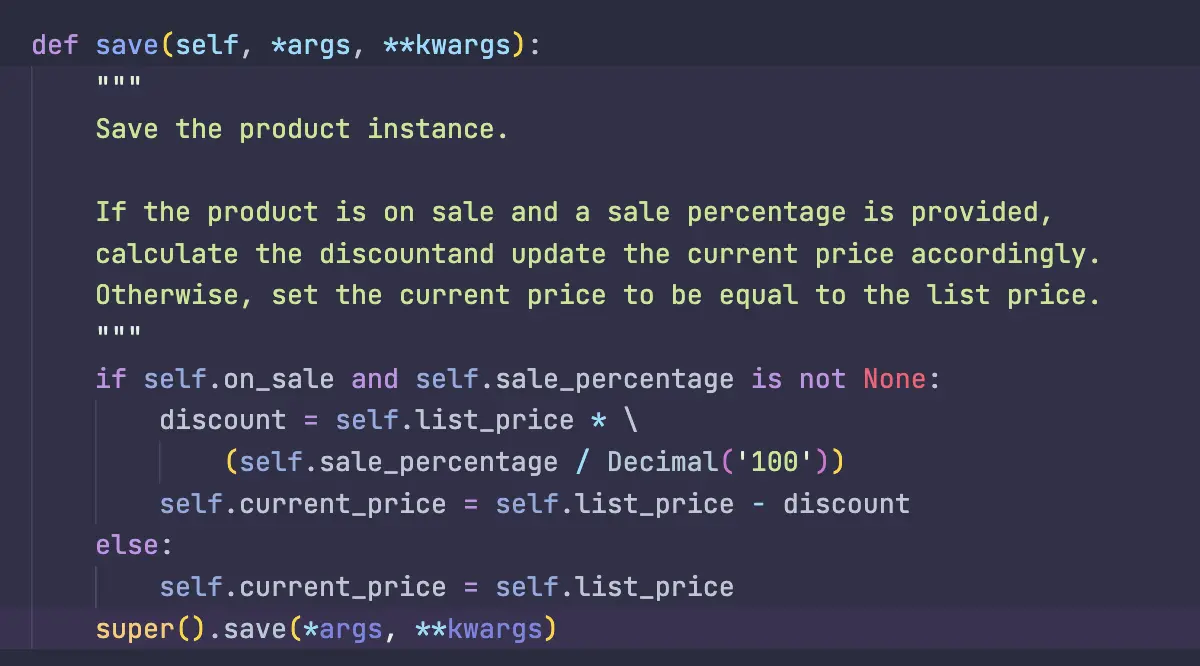 def save(self, *args, **kwargs):
    """
    Save the product instance.

    If the product is on sale and a sale percentage is provided,
    calculate the discountand update the current price accordingly.
    Otherwise, set the current price to be equal to the list price.
    """
    if self.on_sale and self.sale_percentage is not None:
        discount = self.list_price * \
            (self.sale_percentage / Decimal('100'))
        self.current_price = self.list_price - discount
    else:
        self.current_price = self.list_price
    super().save(*args, **kwargs)